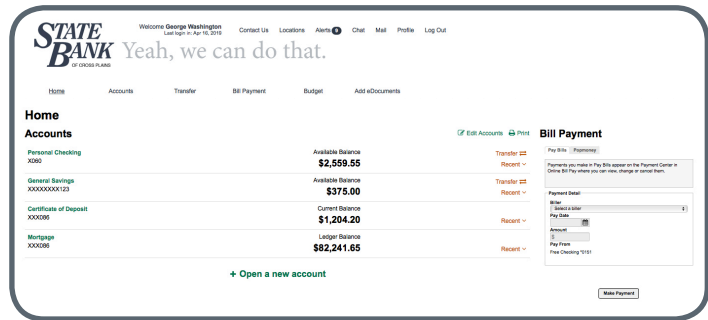 STATE
BANK
OF CROSS PLAINS
Welcome George Washington
Last login in: Apr 16, 2019
Contact Us Locations Alerts 5 Chat Mail Profile Log Out
Yeah, we can do that.
Home Accounts Transfer Bill Payment Budget Add eDocuments
Home
Accounts
Edit Accounts Print
Personal Checking
X060
Available Balance
$2,559.55
Transfer
Recent
General Savings
XXXXXXXX123
Available Balance
$375.00
Transfer
Recent
Certificate of Deposit
XXX086
Current Balance
$1,204.20
Recent
Mortgage
XXX086
Ledger Balance
$82,241.65
Recent
+ Open a new account
Bill Payment
Pay Bills Popmoney
Payments you make in Pay Bills appear on the Payment Center in
Online Bill Pay where you can view, change or cancel them.
Payment Detail
Biller
Select a biller
Pay Date
Amount
Pay From
Free Checking *0101
Make Payment